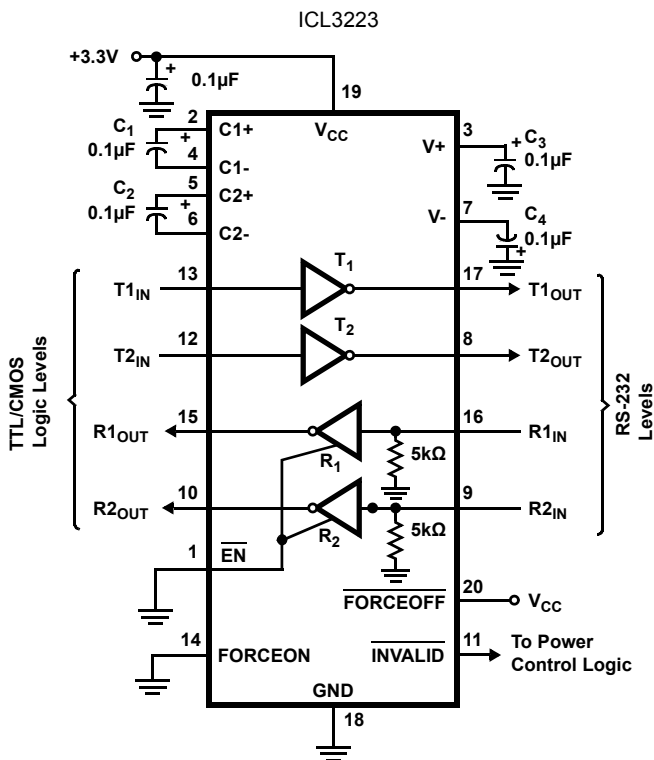 ICL3223
+3.3V
+
0.1µF
19
2
C1
0.1µF
+
4
C1+
C1-
VCC
V+
3
+
C3
0.1µF
5
C2
0.1µF
+
6
C2+
C2-
V-
7
C4
0.1µF
+
T1IN
13
T1
17
T1OUT
T2IN
12
T2
8
T2OUT
TTL/CMOS
Logic Levels
RS-232
Levels
R1OUT
15
R1
5kΩ
16
R1IN
R2OUT
10
R2
5kΩ
9
R2IN
1
EN
FORCEOFF
20
VCC
14
FORCEON
INVALID
11
To Power
Control Logic
GND
18